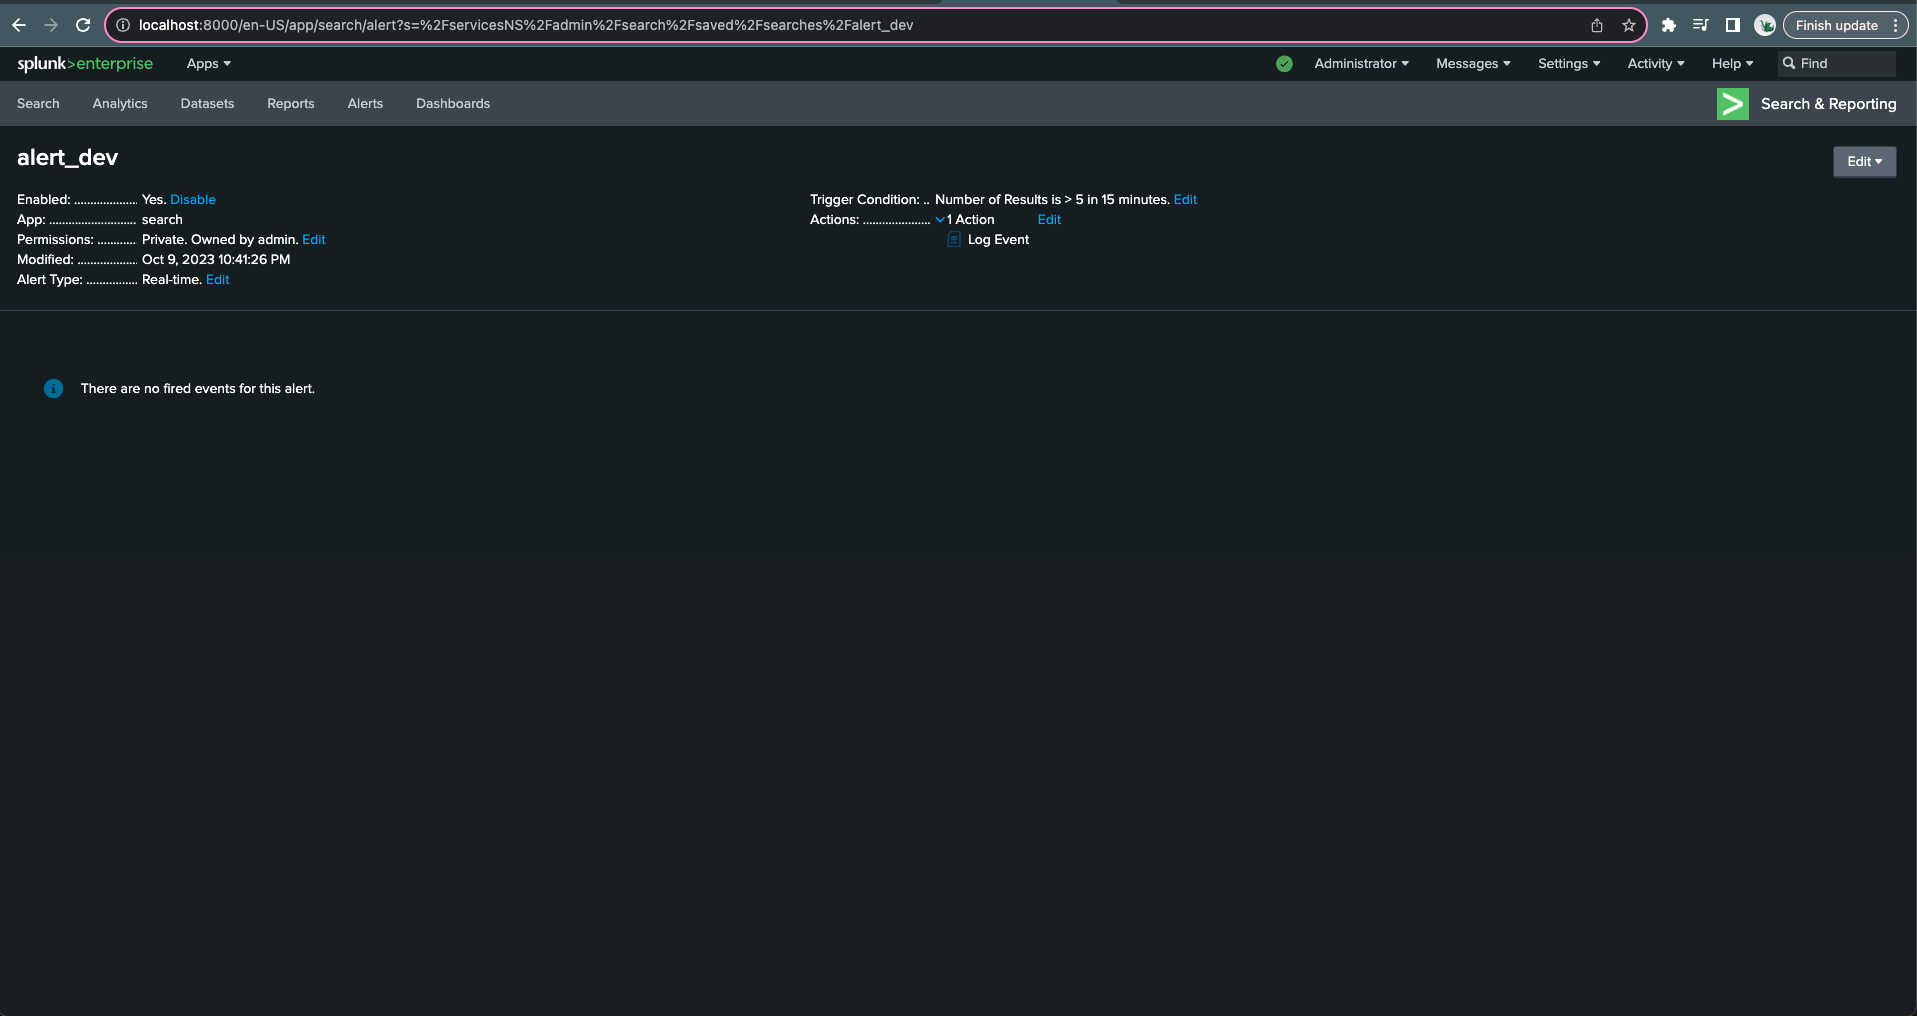 localhost:8000/en-US/app/search/alert?s=%2FservicesNS%2Fadmin%2Fsearch%2Fsaved%2Fsearches%2Falert_dev Finish update
splunk>enterprise Apps Administrator Messages Settings Activity Help Find
Search Analytics Datasets Reports Alerts Dashboards Search & Reporting
alert_dev
Edit
Enabled: ................... Yes. Disable
App: ........................... search
Permissions: ............ Private. Owned by admin. Edit
Modified: .................. Oct 9, 2023 10:41:26 PM
Alert Type: ................ Real-time. Edit
Trigger Condition: .. Number of Results is > 5 in 15 minutes. Edit
Actions: ..................... 1 Action Edit
Log Event
There are no fired events for this alert.